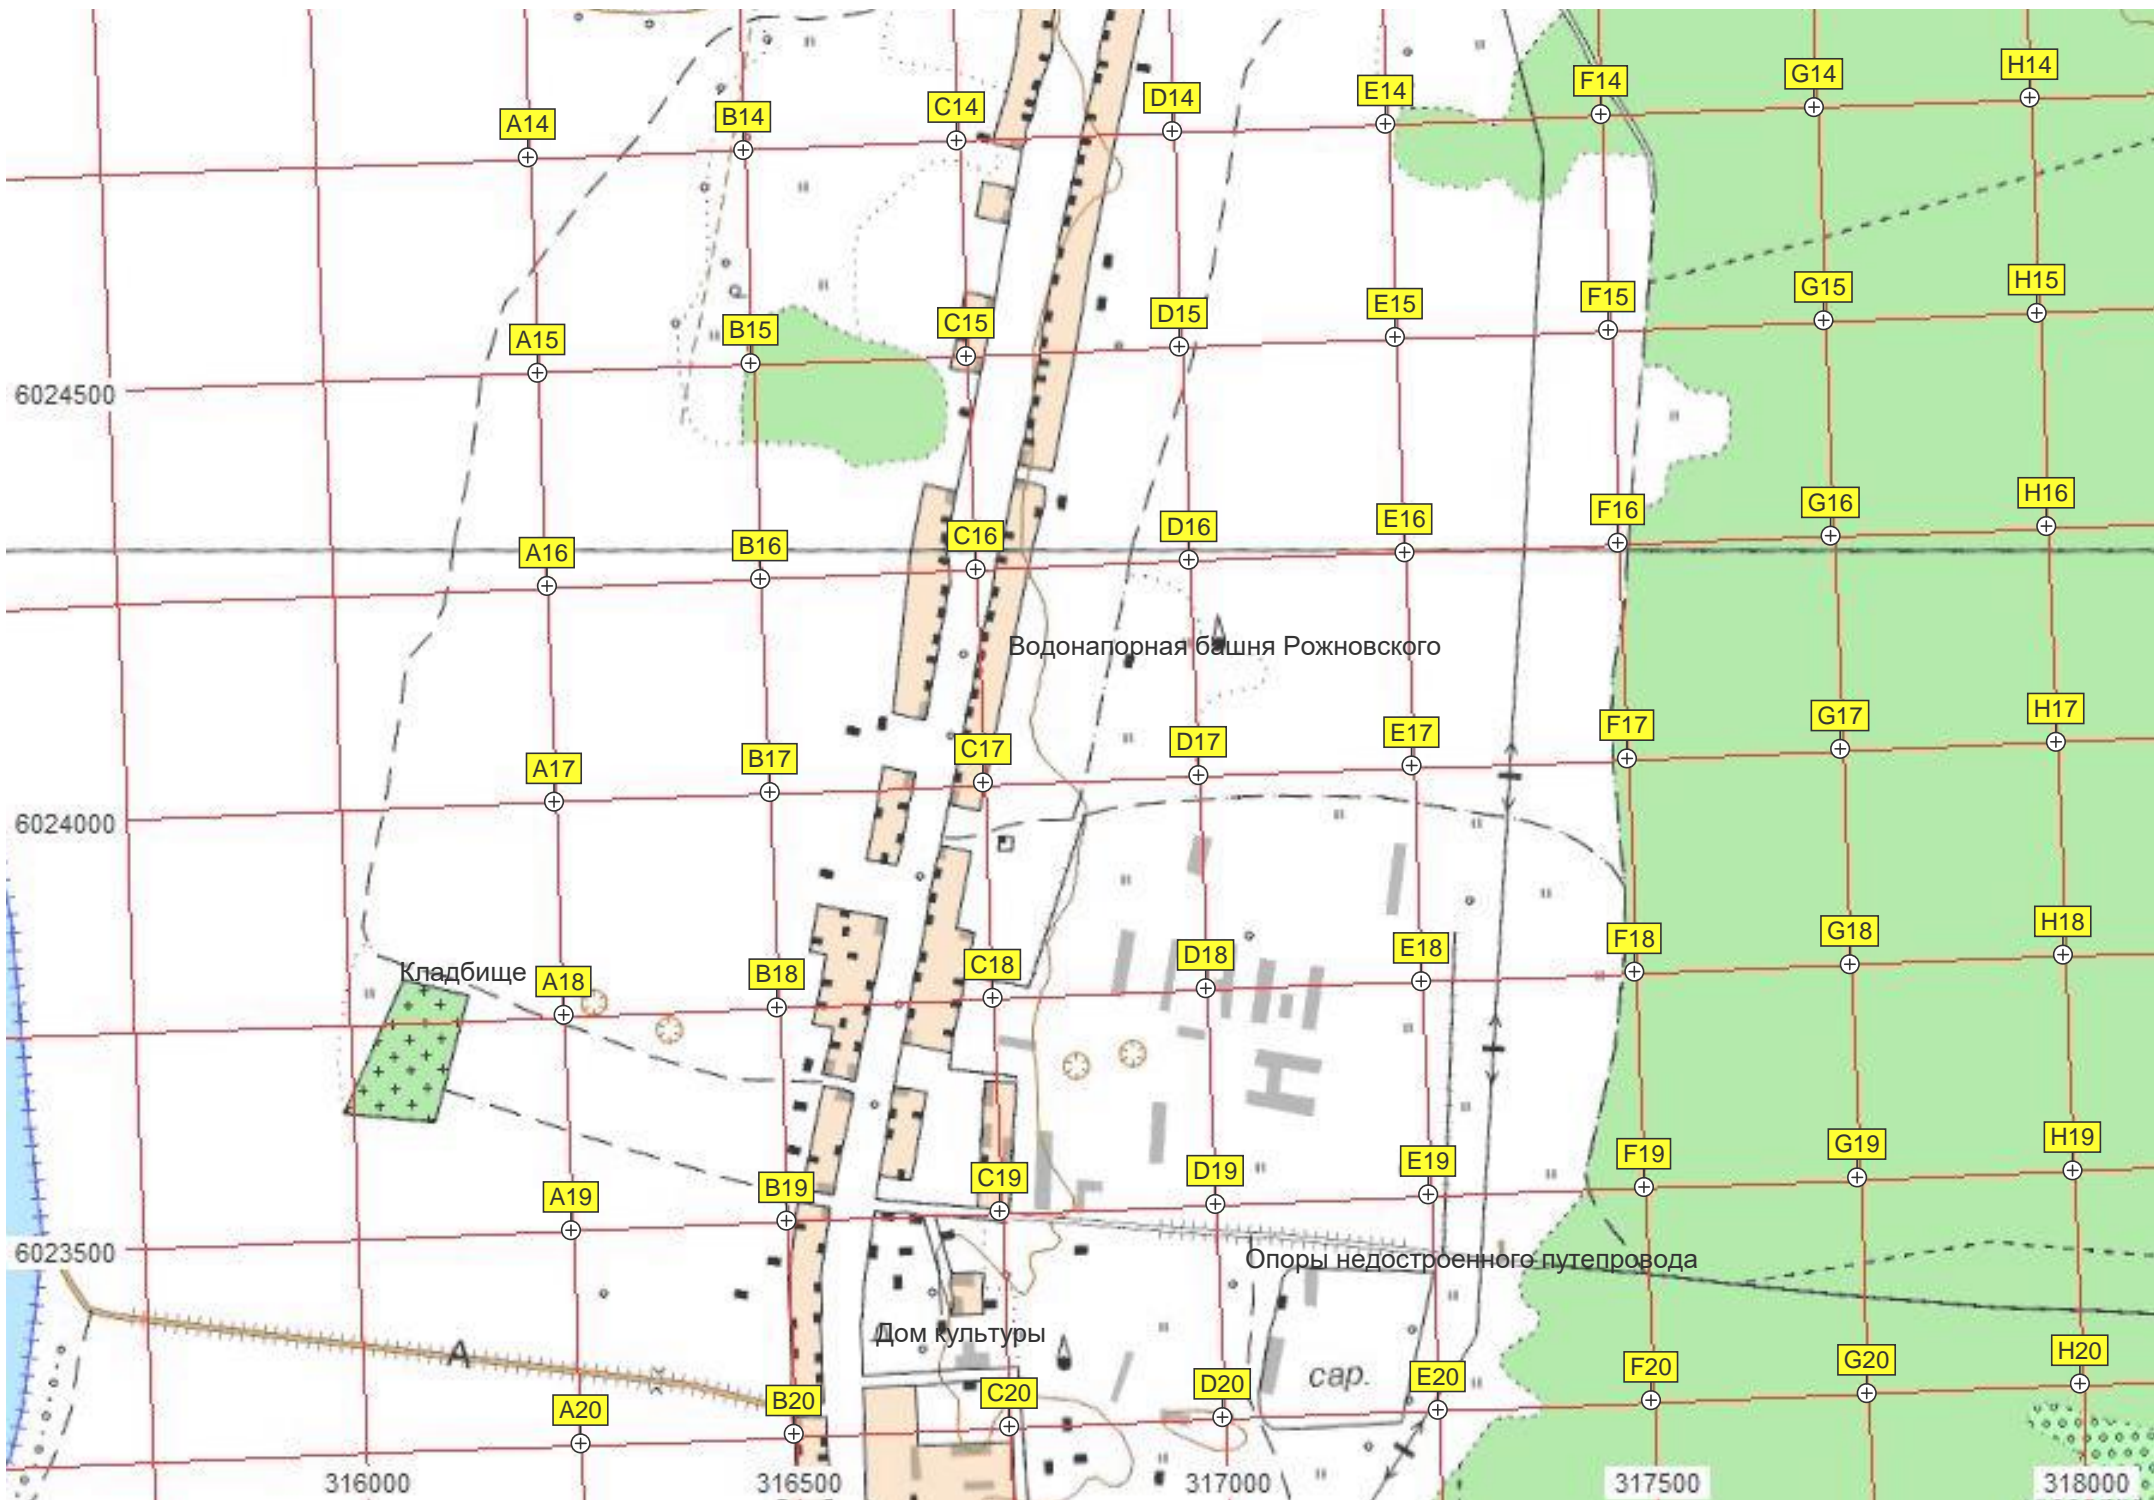 A14 B14 C14 D14 E14 F14 G14 H14
A15 B15 C15 D15 E15 F15 G15 H15
6024500
A16 B16 C16 D16 E16 F16 G16 H16
Водонапорная башня Рожновского
A17 B17 C17 D17 E17 F17 G17 H17
6024000
Кладбище
A18 B18 C18 D18 E18 F18 G18 H18
A19 B19 C19 D19 E19 F19 G19 H19
6023500
Опоры недостроенного путепровода
Дом культуры
А
сар.
A20 B20 C20 D20 E20 F20 G20 H20
316000 316500 317000 317500 318000